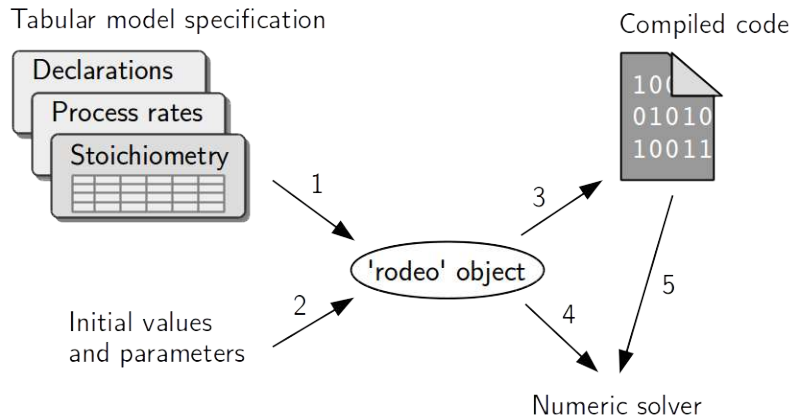 Tabular model specification
Compiled code
Declarations
Process rates
Stoichiometry
100
01010
10011
1
3
'rodeo' object
5
2
4
Initial values
and parameters
Numeric solver